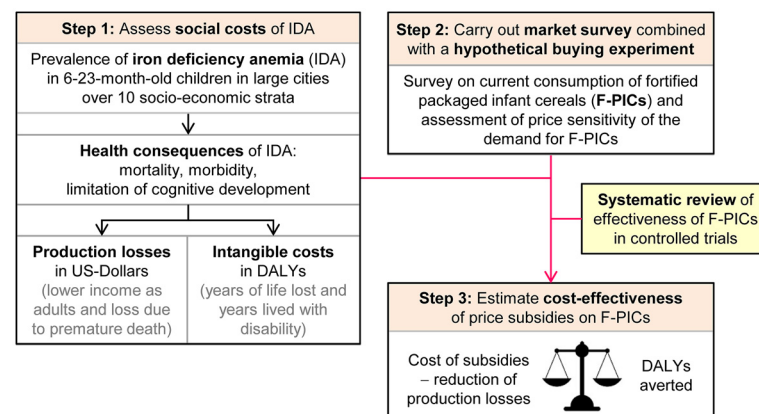 Step 1: Assess social costs of IDA
Prevalence of iron deficiency anemia (IDA)
in 6-23-month-old children in large cities
over 10 socio-economic strata
Health consequences of IDA:
mortality, morbidity,
limitation of cognitive development
Production losses
in US-Dollars
(lower income as
adults and loss due
to premature death)
Intangible costs
in DALYs
(years of life lost and
years lived with
disability)
Step 2: Carry out market survey combined
with a hypothetical buying experiment
Survey on current consumption of fortified
packaged infant cereals (F-PICs) and
assessment of price sensitivity of the
demand for F-PICs
Systematic review of
effectiveness of F-PICs
in controlled trials
Step 3: Estimate cost-effectiveness
of price subsidies on F-PICs
Cost of subsidies
– reduction of
production losses
DALYs
averted